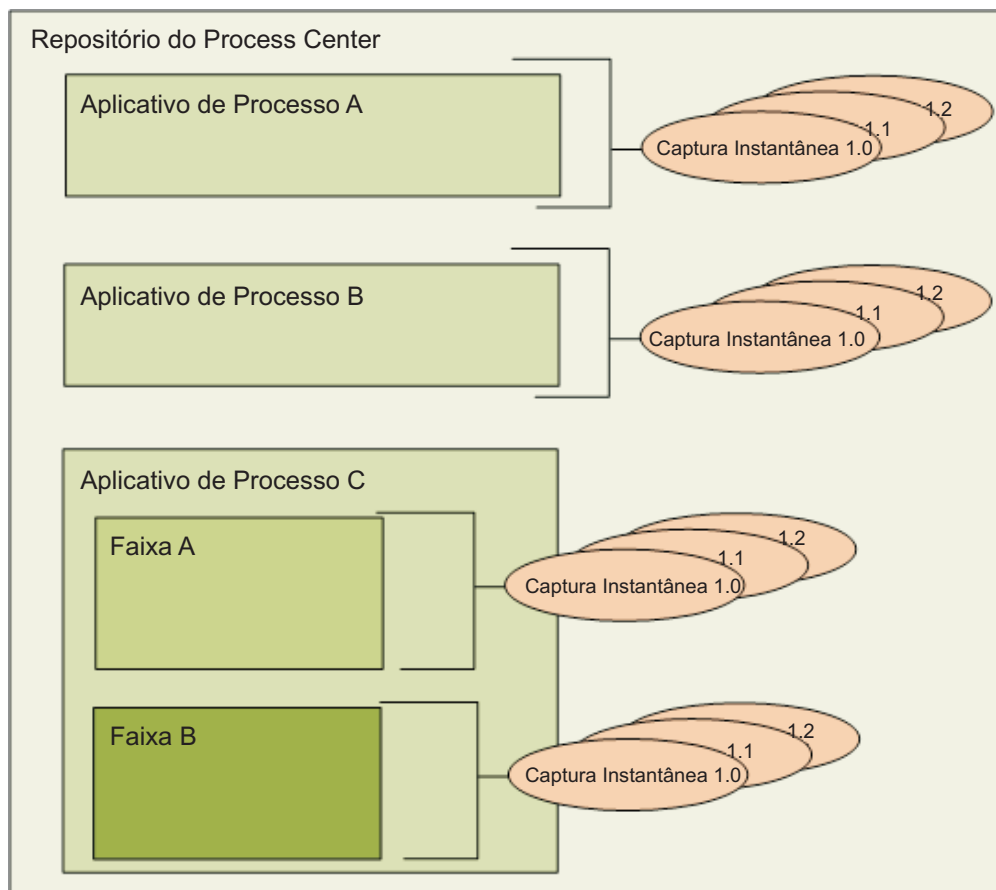 Repositório do Process Center
Aplicativo de Processo A
Captura Instantânea 1.0
1.1
1.2
Aplicativo de Processo B
Captura Instantânea 1.0
1.1
1.2
Aplicativo de Processo C
Faixa A
Captura Instantânea 1.0
1.1
1.2
Faixa B
Captura Instantânea 1.0
1.1
1.2